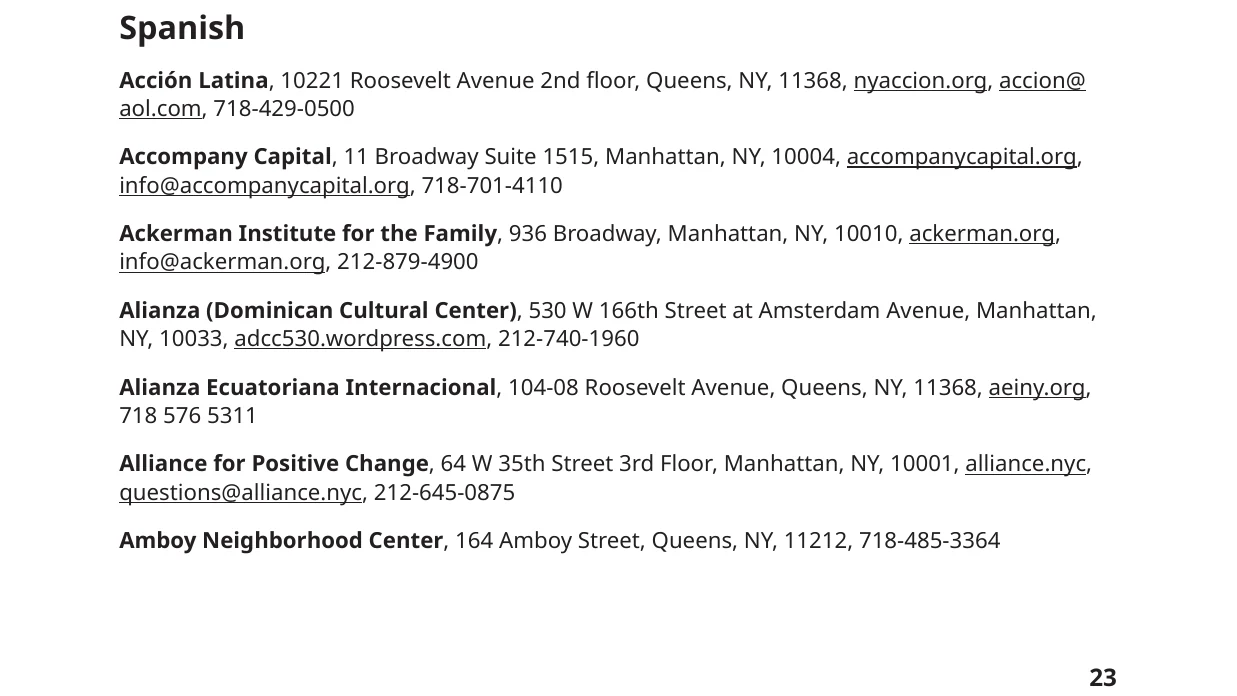 Spanish
Acción Latina, 10221 Roosevelt Avenue 2nd floor, Queens, NY, 11368, nyaccion.org, accion@
aol.com, 718-429-0500
Accompany Capital, 11 Broadway Suite 1515, Manhattan, NY, 10004, accompanycapital.org,
info@accompanycapital.org, 718-701-4110
Ackerman Institute for the Family, 936 Broadway, Manhattan, NY, 10010, ackerman.org,
info@ackerman.org, 212-879-4900
Alianza (Dominican Cultural Center), 530 W 166th Street at Amsterdam Avenue, Manhattan,
NY, 10033, adcc530.wordpress.com, 212-740-1960
Alianza Ecuatoriana Internacional, 104-08 Roosevelt Avenue, Queens, NY, 11368, aeiny.org,
718 576 5311
Alliance for Positive Change, 64 W 35th Street 3rd Floor, Manhattan, NY, 10001, alliance.nyc,
questions@alliance.nyc, 212-645-0875
Amboy Neighborhood Center, 164 Amboy Street, Queens, NY, 11212, 718-485-3364
23